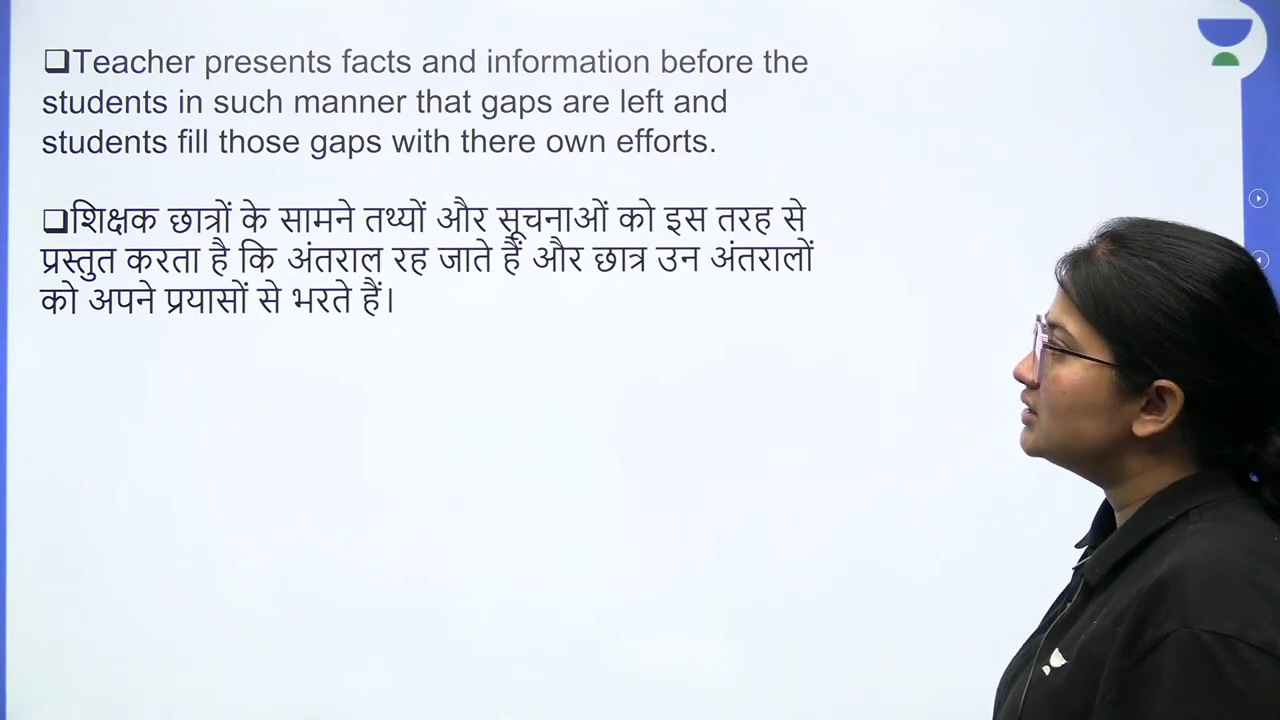 ❑Teacher presents facts and information before the
students in such manner that gaps are left and
students fill those gaps with there own efforts.
❑शिक्षक छात्रों के सामने तथ्यों और सूचनाओं को इस तरह से
प्रस्तुत करता है कि अंतराल रह जाते हैं और छात्र उन अंतरालों
को अपने प्रयासों से भरते हैं।